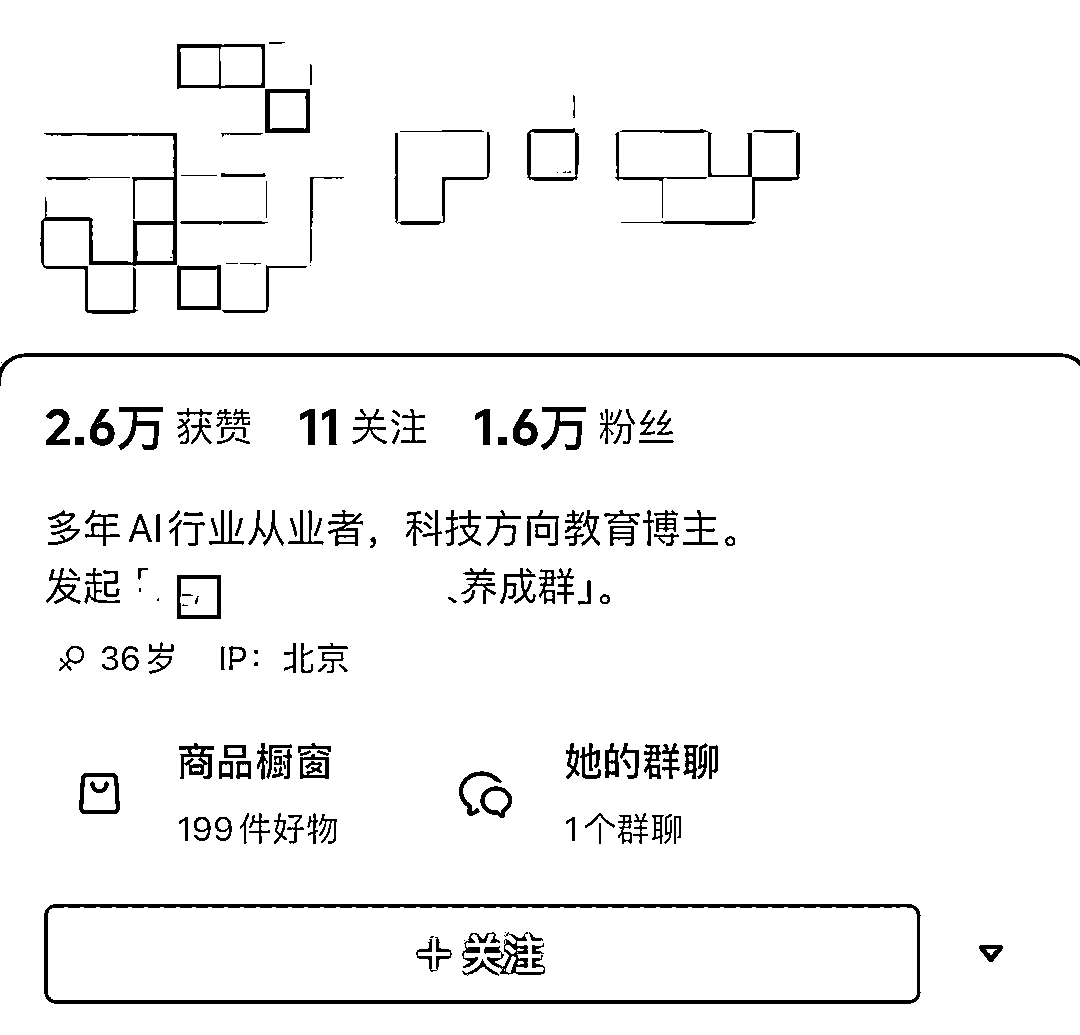 2.6万 获赞 11 关注 1.6万 粉丝
多年AI行业从业者，科技方向教育博主。
发起「 养成群」。
36岁 IP：北京
商品橱窗 她的群聊
199件好物 1个群聊
+ 关注